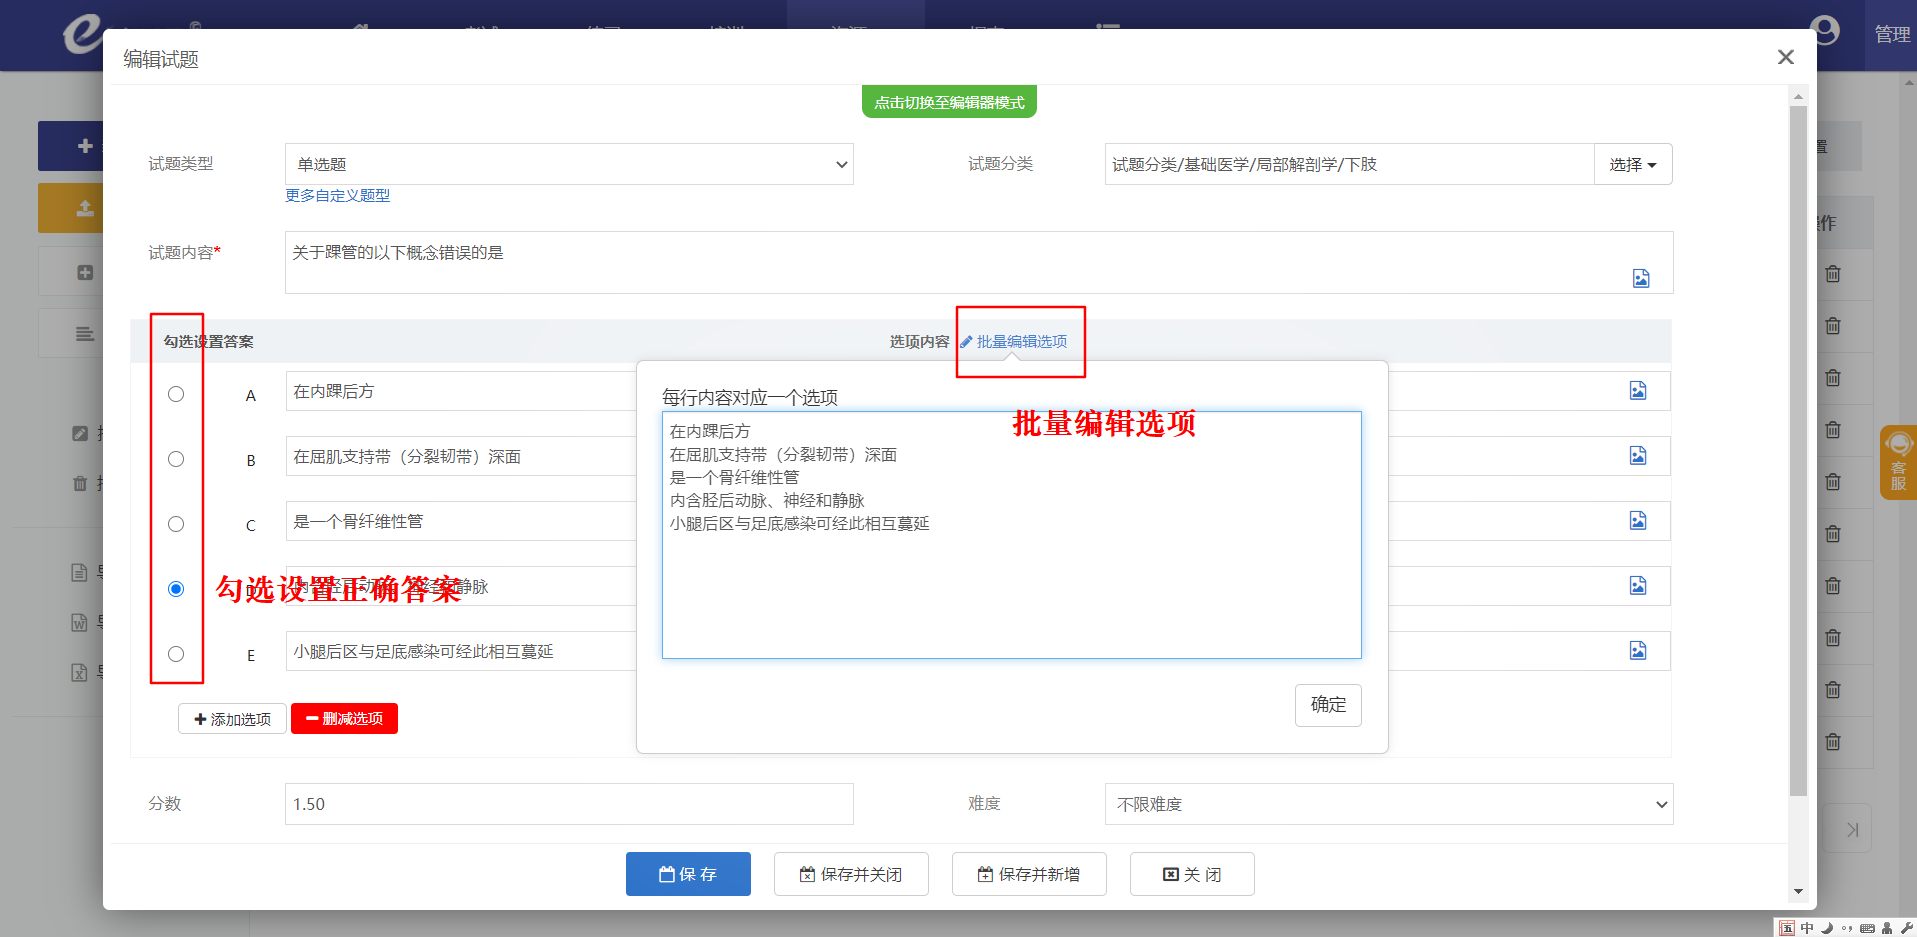 管理
编辑试题
点击切换至编辑器模式
试题类型
单选题
试题分类
试题分类/基础医学/局部解剖学/下肢
选择
更多自定义题型
试题内容*
关于踝管的以下概念错误的是
勾选设置答案
选项内容
批量编辑选项
A
在内踝后方
B
在屈肌支持带（分裂韧带）深面
C
是一个骨纤维性管
勾选设置正确答案
E
小腿后区与足底感染可经此相互蔓延
每行内容对应一个选项
批量编辑选项
在内踝后方
在屈肌支持带（分裂韧带）深面
是一个骨纤维性管
内含胫后动脉、神经和静脉
小腿后区与足底感染可经此相互蔓延
确定
添加选项
删减选项
分数
1.50
难度
不限难度
保 存
保存并关闭
保存并新增
关 闭
客服
五 中